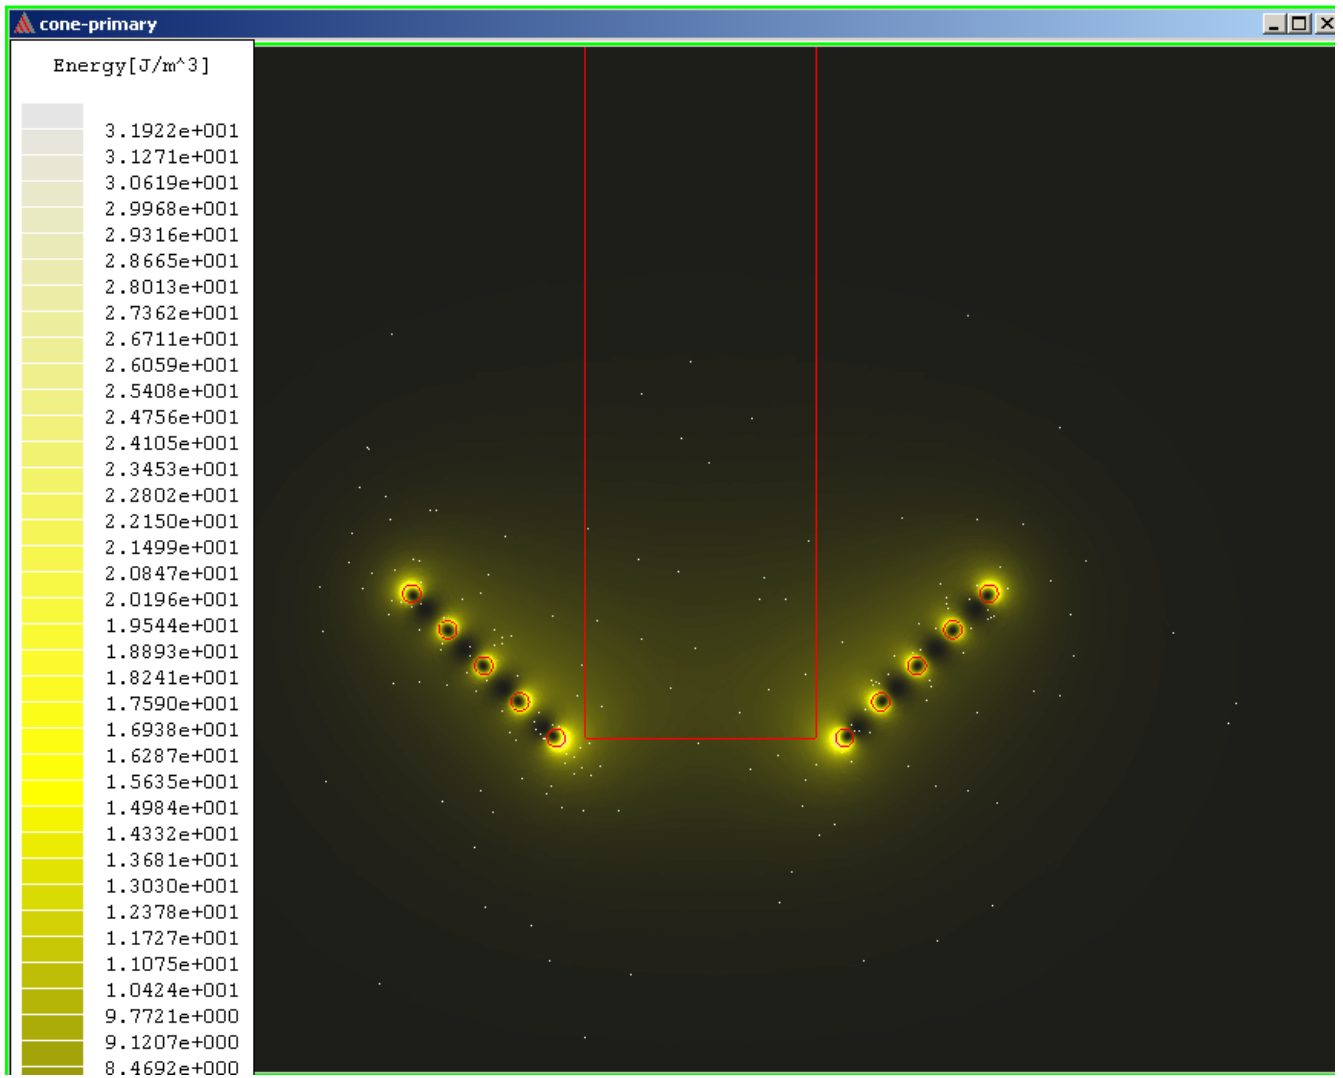 cone-primary
Energy[J/m^3]
3.1922e+001
3.1271e+001
3.0619e+001
2.9968e+001
2.9316e+001
2.8665e+001
2.8013e+001
2.7362e+001
2.6711e+001
2.6059e+001
2.5408e+001
2.4756e+001
2.4105e+001
2.3453e+001
2.2802e+001
2.2150e+001
2.1499e+001
2.0847e+001
2.0196e+001
1.9544e+001
1.8893e+001
1.8241e+001
1.7590e+001
1.6938e+001
1.6287e+001
1.5635e+001
1.4984e+001
1.4332e+001
1.3681e+001
1.3030e+001
1.2378e+001
1.1727e+001
1.1075e+001
1.0424e+001
9.7721e+000
9.1207e+000
8.4692e+000